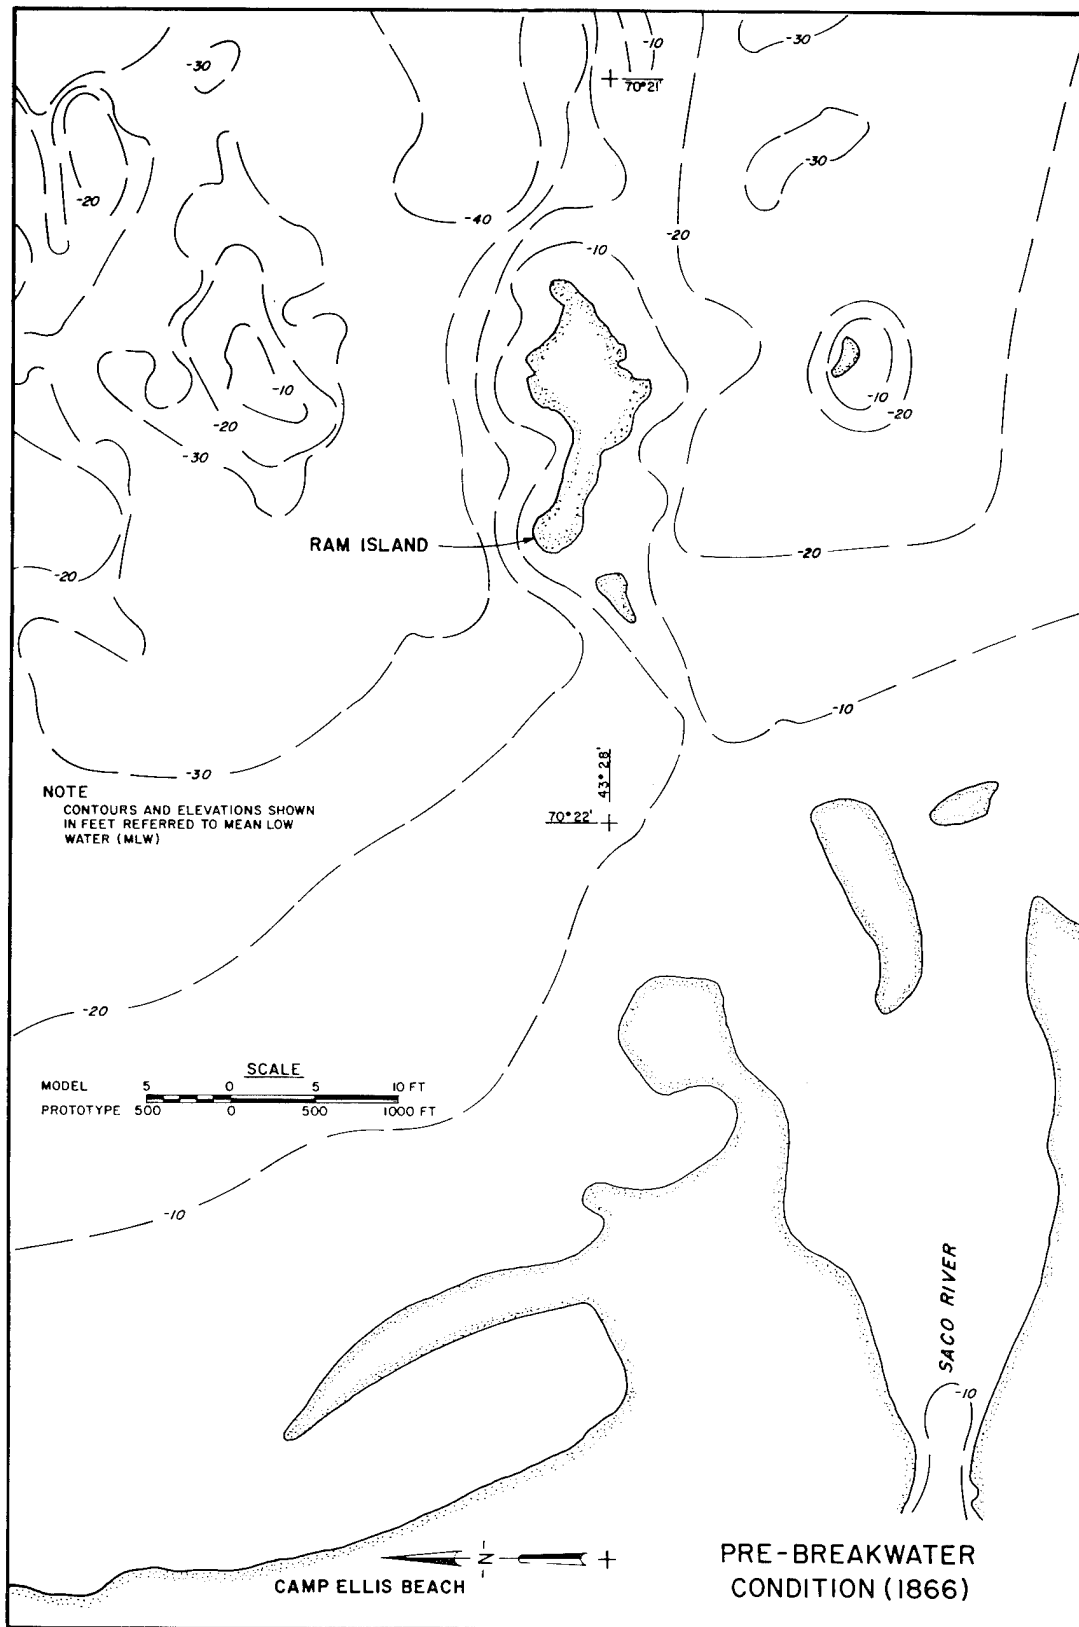 -30
-10
-30
70°21'
-30
-20
-40
-20
-10
-10
-10
-20
-20
-30
RAM ISLAND
-20
-20
-10
-30
43° 28'
70°22'
NOTE
CONTOURS AND ELEVATIONS SHOWN
IN FEET REFERRED TO MEAN LOW
WATER (MLW)
-20
SCALE
MODEL 5 0 5 10 FT
PROTOTYPE 500 0 500 1000 FT
-10
SACO RIVER
-10
N
CAMP ELLIS BEACH
PRE-BREAKWATER
CONDITION (1866)